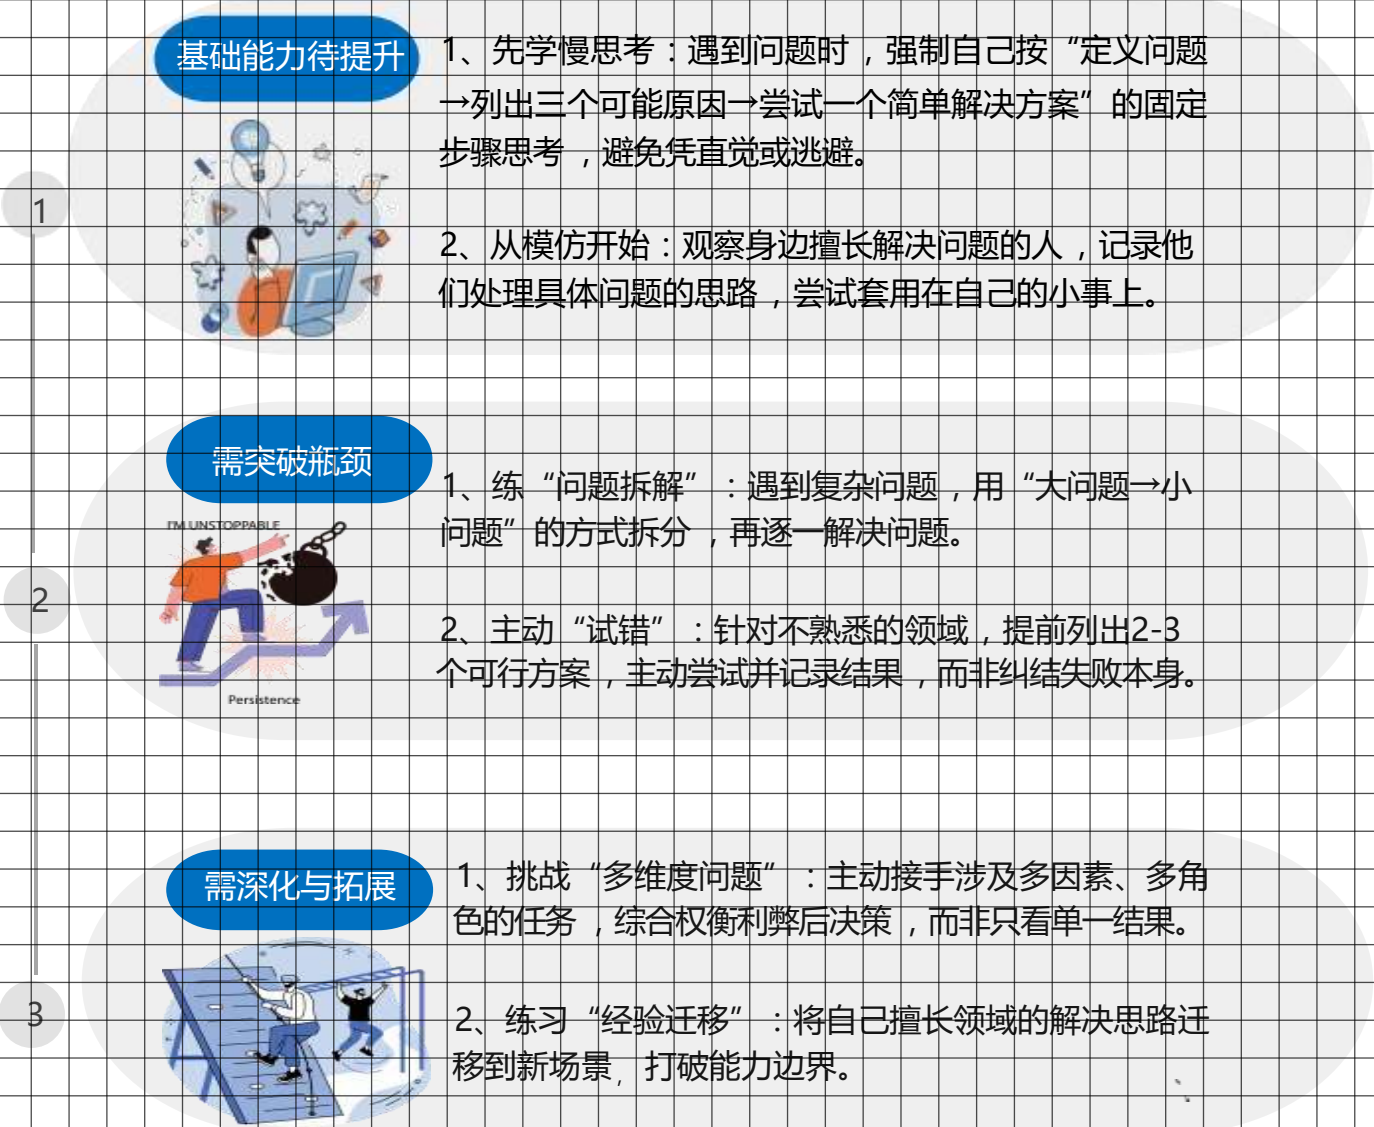 基础能力待提升
1、先学慢思考：遇到问题时，强制自己按“定义问题
→列出三个可能原因→尝试一个简单解决方案”的固定
步骤思考，避免凭直觉或逃避。
1
2、从模仿开始：观察身边擅长解决问题的人，记录他
们处理具体问题的思路，尝试套用在自己的小事上。
需突破瓶颈
1、练“问题拆解”：遇到复杂问题，用“大问题→小
问题”的方式拆分，再逐一解决问题。
I'M UNSTOPPABLE
2
2、主动“试错”：针对不熟悉的领域，提前列出2-3
个可行方案，主动尝试并记录结果，而非纠结失败本身。
Persistence
需深化与拓展
1、挑战“多维度问题”：主动接手涉及多因素、多角
色的任务，综合权衡利弊后决策，而非只看单一结果。
3
2、练习“经验迁移”：将自己擅长领域的解决思路迁
移到新场景，打破能力边界。